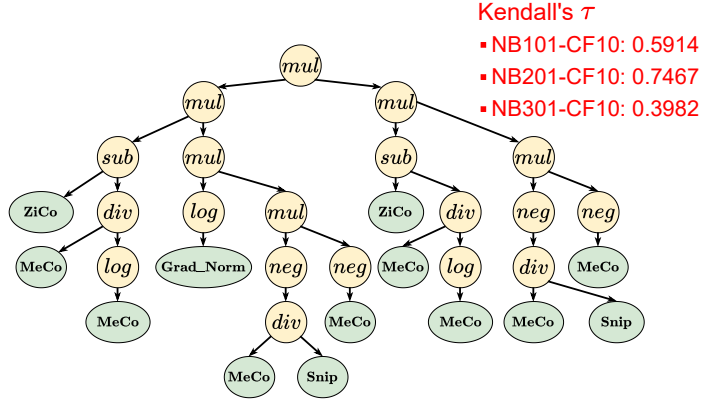 Kendall's τ
▪ NB101-CF10: 0.5914
▪ NB201-CF10: 0.7467
▪ NB301-CF10: 0.3982
mul
mul mul
sub mul sub mul
ZiCo div log mul ZiCo div neg neg
MeCo log Grad_Norm neg neg MeCo log div MeCo
MeCo div MeCo MeCo MeCo Snip
MeCo Snip